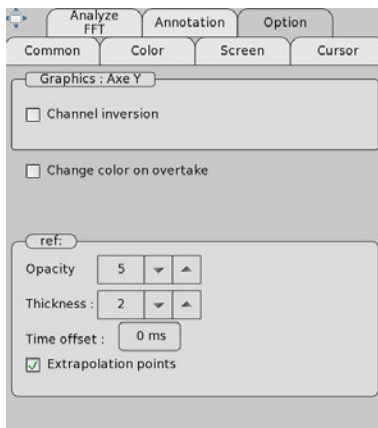 Analyze
FFT
Annotation
Option
Common
Color
Screen
Cursor
Graphics : Axe Y
Channel inversion
Change color on overtake
ref:
Opacity 5
Thickness : 2
Time offset : 0 ms
Extrapolation points